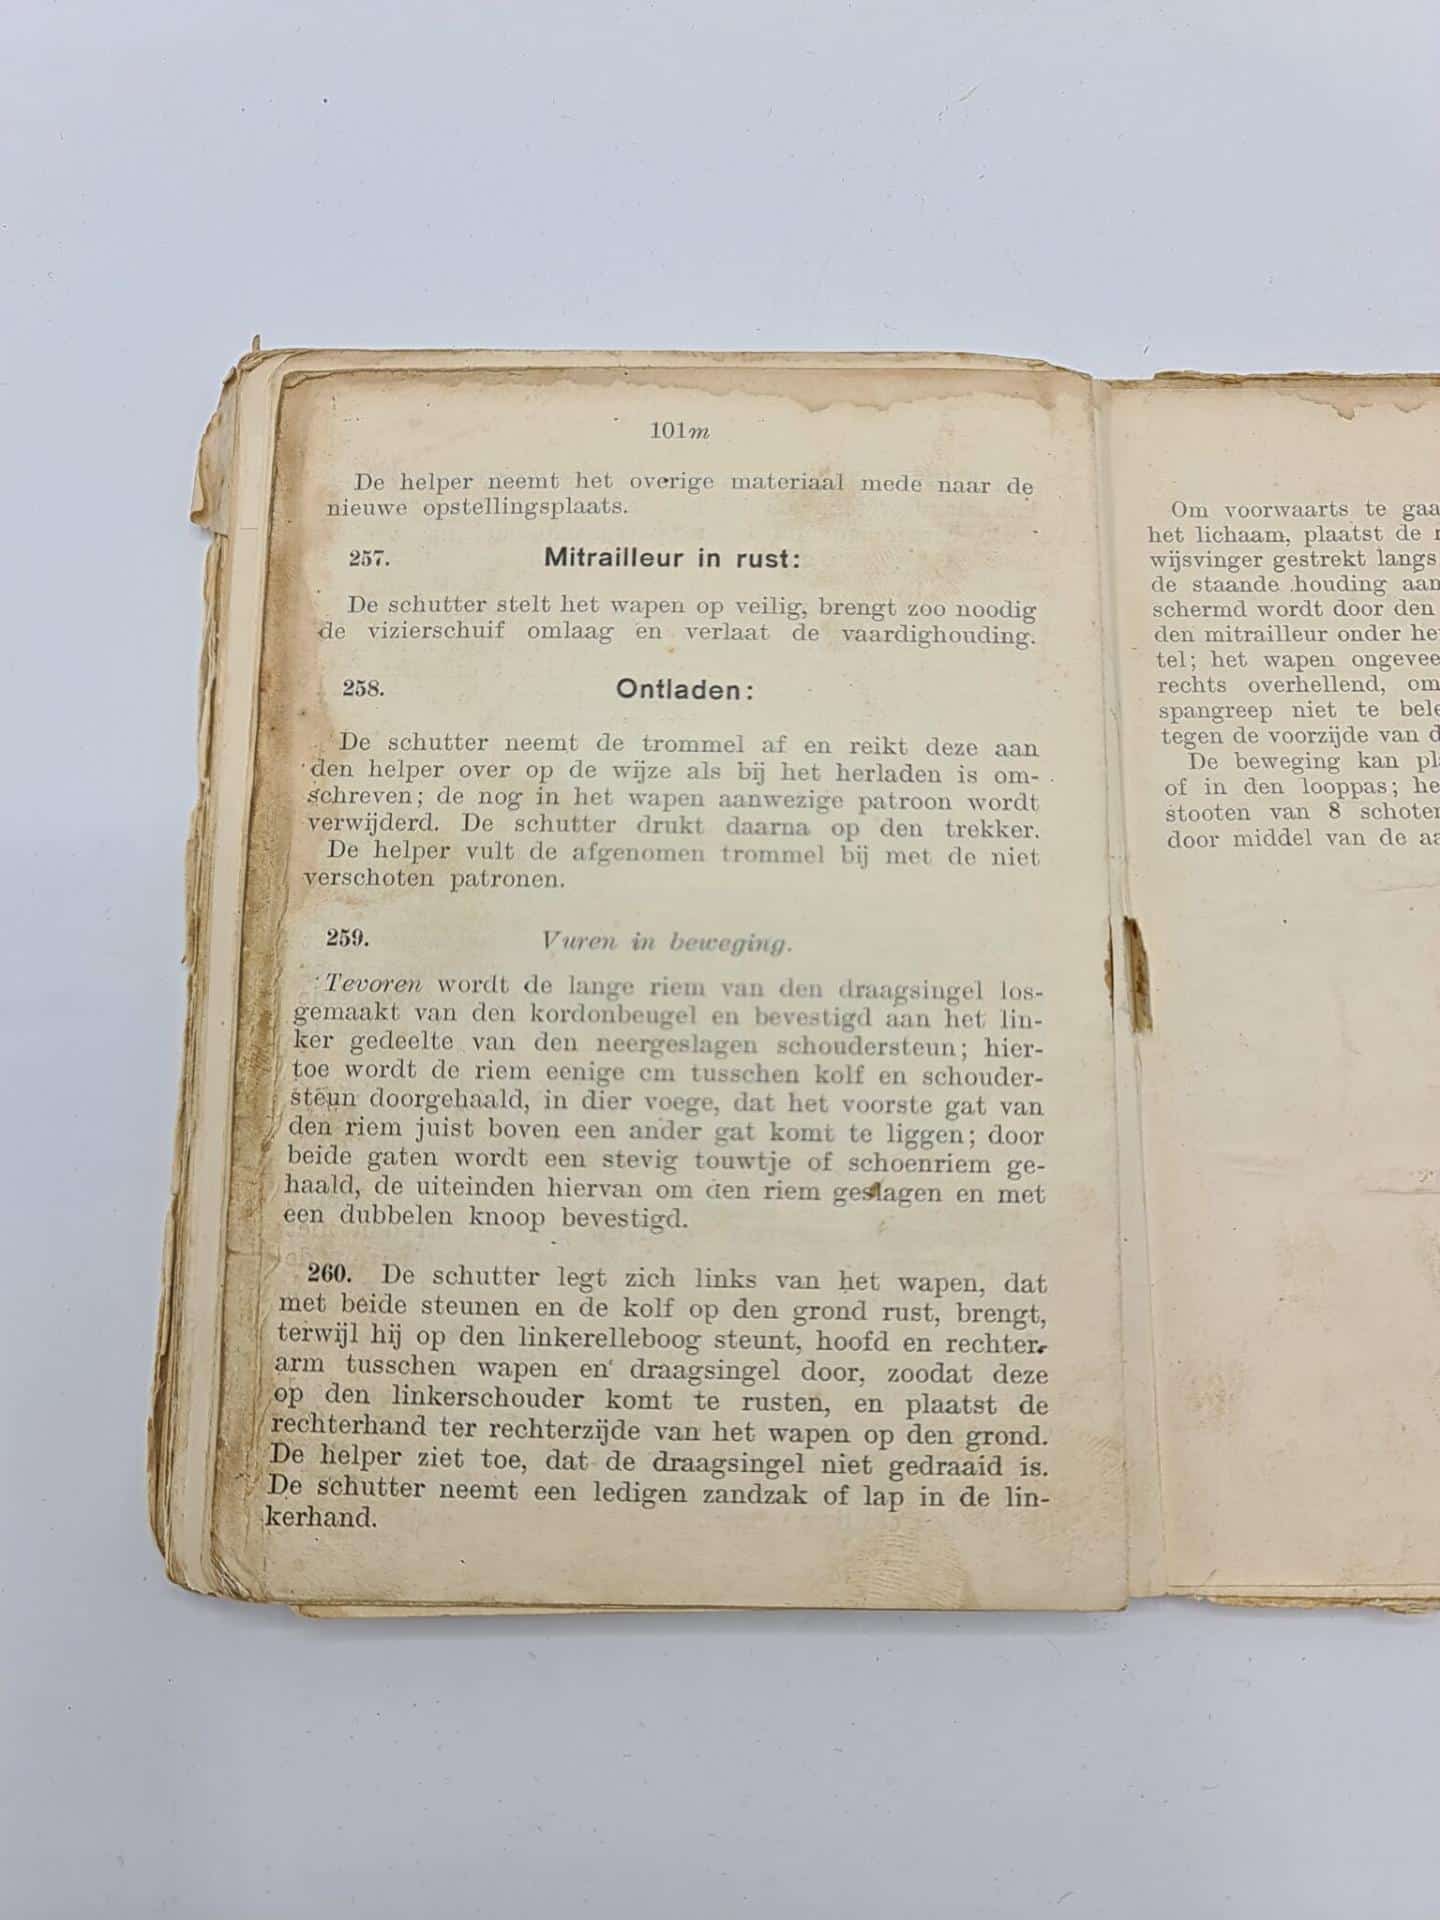 101m
De helper neemt het overige materiaal mede naar de
nieuwe opstellingsplaats.
257. Mitrailleur in rust:
De schutter stelt het wapen op veilig, brengt zoo noodig
de vizierschuif omlaag en verlaat de vaardighouding.
258. Ontladen:
De schutter neemt de trommel af en reikt deze aan
den helper over op de wijze als bij het herladen is om-
schreven; de nog in het wapen aanwezige patroon wordt
verwijderd. De schutter drukt daarna op den trekker.
De helper vult de afgenomen trommel bij met de niet
verschoten patronen.
259. Vuren in beweging.
Tevoren wordt de lange riem van den draagsingel los-
gemaakt van den kordonbeugel en bevestigd aan het lin-
ker gedeelte van den neergeslagen schoudersteun; hier-
toe wordt de riem eenige cm tusschen kolf en schouder-
steun doorgehaald, in dier voege, dat het voorste gat van
den riem juist boven een ander gat komt te liggen; door
beide gaten wordt een stevig touwtje of schoenriem ge-
haald, de uiteinden hiervan om den riem geslagen en met
een dubbelen knoop bevestigd.
260. De schutter legt zich links van het wapen, dat
met beide steunen en de kolf op den grond rust, brengt,
terwijl hij op den linkerelleboog steunt, hoofd en rechter-
arm tusschen wapen en draagsingel door, zoodat deze
op den linkerschouder komt te rusten, en plaatst de
rechterhand ter rechterzijde van het wapen op den grond.
De helper ziet toe, dat de draagsingel niet gedraaid is.
De schutter neemt een ledigen zandzak of lap in de lin-
kerhand.
Om voorwaarts te gaa
het lichaam, plaatst de
wijsvinger gestrekt langs
de staande houding aan
schermd wordt door den
den mitrailleur onder he
tel; het wapen ongevee
rechts overhellend, om
spangreep niet te bele
tegen de voorzijde van d
De beweging kan pla
of in den looppas; he
stooten van 8 schoten
door middel van de aa